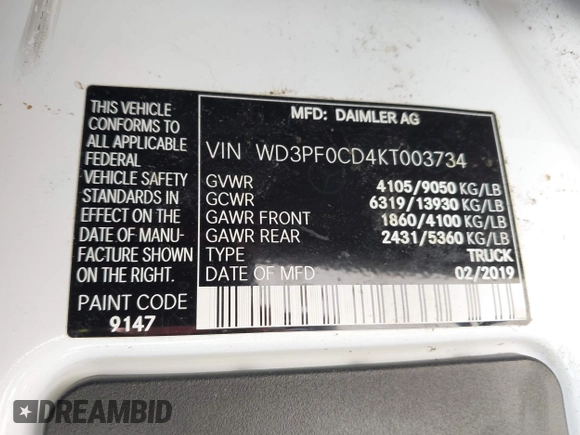 MFD: DAIMLER AG
THIS VEHICLE
CONFORMS TO
ALL APPLICABLE
FEDERAL MOTOR
VEHICLE SAFETY
STANDARDS IN
EFFECT ON THE
DATE OF MANU-
FACTURE SHOWN
ON THE RIGHT.
PAINT CODE
9147
VIN WD3PF0CD4KT003734
GVWR 4105/9050 KG/LB
GCWR 6319/13930 KG/LB
GAWR FRONT 1860/4100 KG/LB
GAWR REAR 2431/5360 KG/LB
TYPE TRUCK
DATE OF MFD 02/2019
DREAMBID